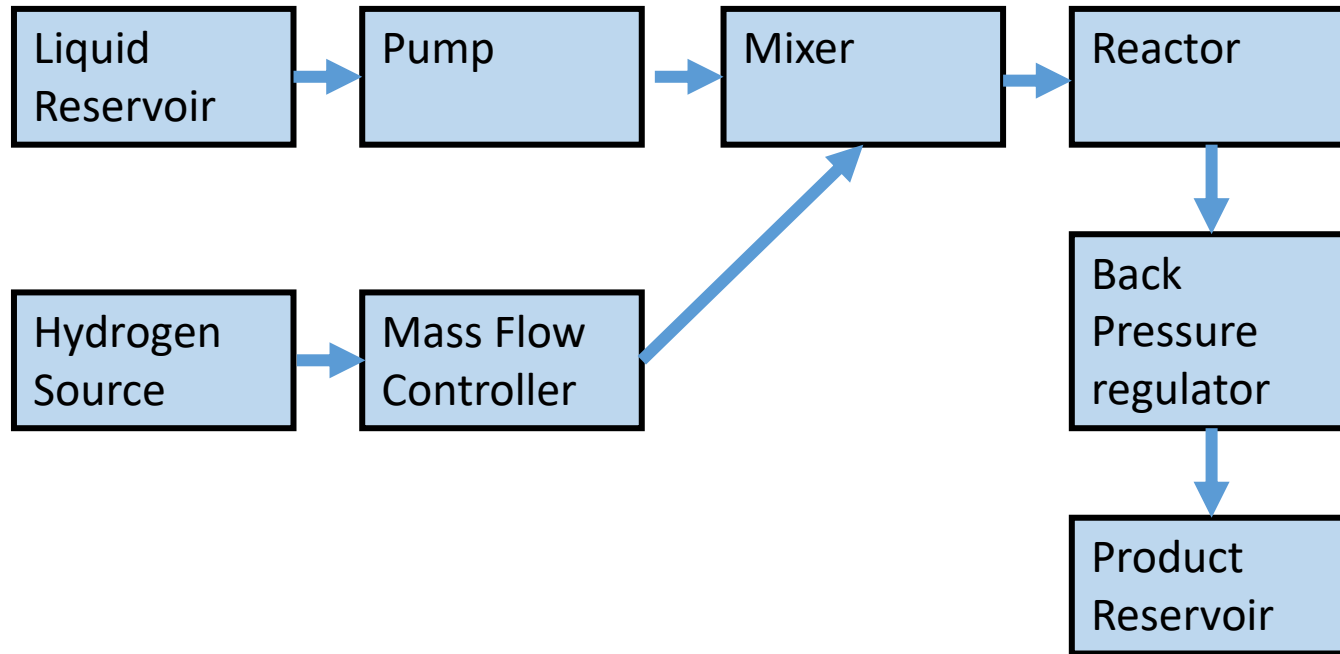 Liquid
Reservoir
Pump
Mixer
Reactor
Hydrogen
Source
Mass Flow
Controller
Back
Pressure
regulator
Product
Reservoir